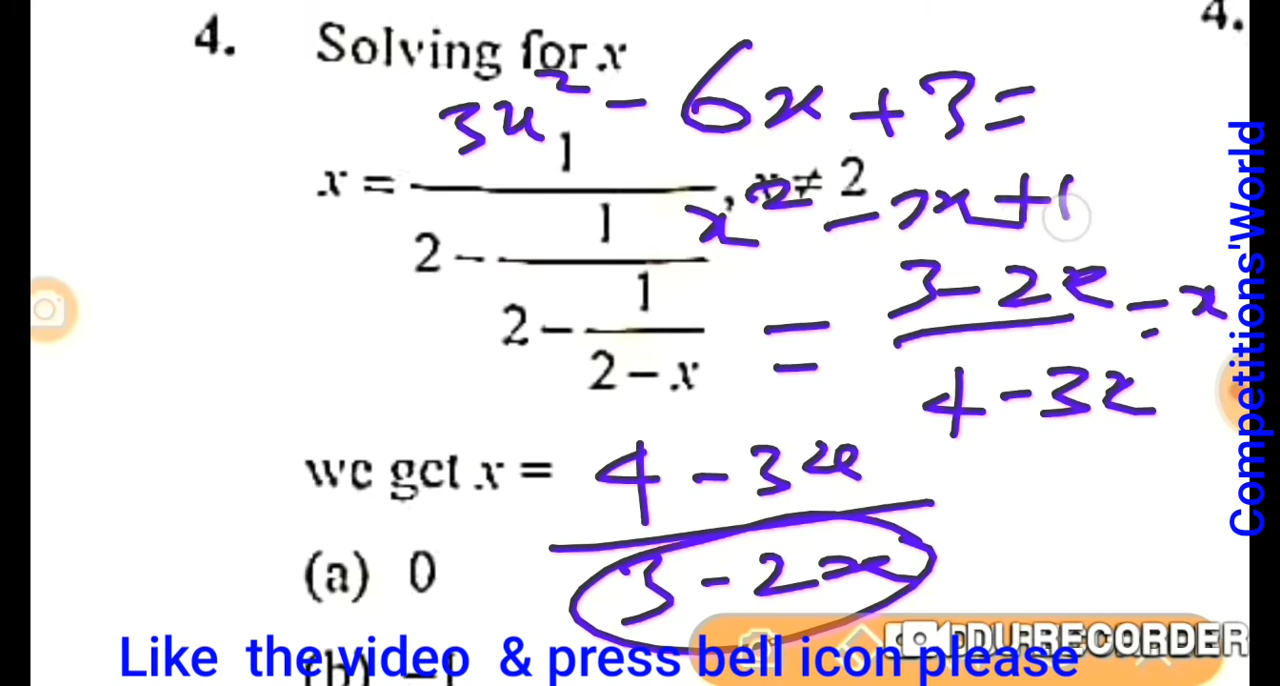 4.
4.
Solving for x
3x² - 6x + 3 =
x = 1 / (2 - 1 / (2 - 1 / (2 - x))), x ≠ 2
x² - 2x + 1
= (3 - 2x) / (4 - 3x) = x
we get x =
(4 - 3x) / (3 - 2x)
(a) 0
(b) -1
DU RECORDER
Like the video & press bell icon please
Competitions'World